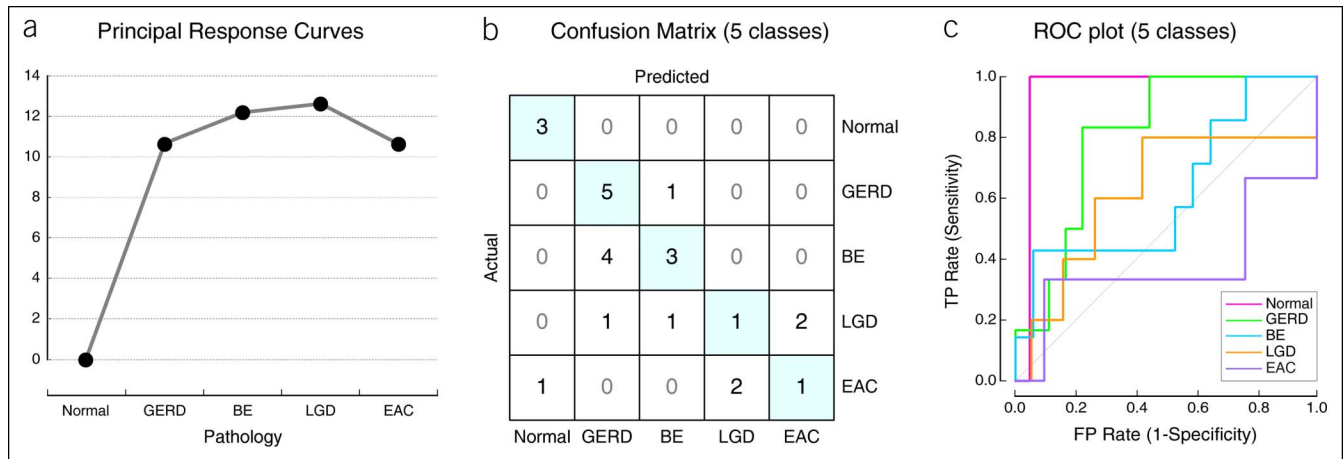 a Principal Response Curves
14
12
10
8
6
4
2
0
Normal GERD BE LGD EAC
Pathology
b Confusion Matrix (5 classes)
Predicted
Actual
3 0 0 0 0 Normal
0 5 1 0 0 GERD
0 4 3 0 0 BE
0 1 1 1 2 LGD
1 0 0 2 1 EAC
Normal GERD BE LGD EAC
c ROC plot (5 classes)
TP Rate (Sensitivity)
1.0
0.8
0.6
0.4
0.2
0.0
Normal
GERD
BE
LGD
EAC
0.0 0.2 0.4 0.6 0.8 1.0
FP Rate (1-Specificity)